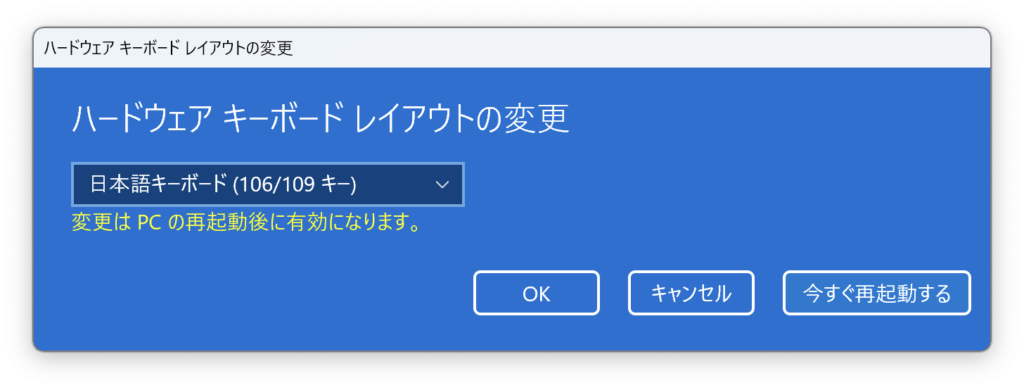 ハードウェア キーボード レイアウトの変更
ハードウェア キーボード レイアウトの変更
日本語キーボード (106/109 キー)
変更は PC の再起動後に有効になります。
OK
キャンセル
今すぐ再起動する